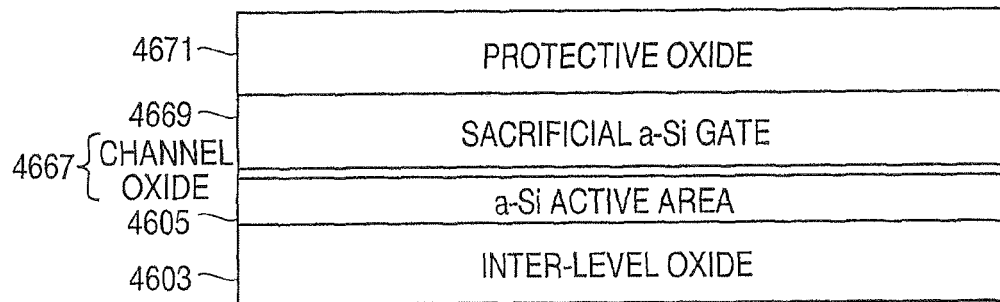 4671
PROTECTIVE OXIDE
4669
SACRIFICIAL a-Si GATE
4667
CHANNEL
OXIDE
a-Si ACTIVE AREA
4605
INTER-LEVEL OXIDE
4603